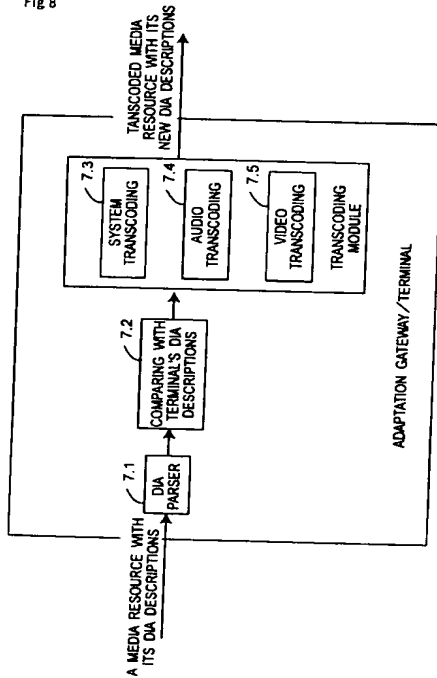 Fig 8
A MEDIA RESOURCE WITH
ITS DIA DESCRIPTIONS
7.1
DIA
PARSER
7.2
COMPARING WITH
TERMINAL'S DIA
DESCRIPTIONS
7.3
SYSTEM
TRANSCODING
7.4
AUDIO
TRANSCODING
7.5
VIDEO
TRANSCODING
TRANSCODING
MODULE
TANSCODED MEDIA
RESOURCE WITH ITS
NEW DIA DESCRIPTIONS
ADAPTATION GATEWAY/TERMINAL